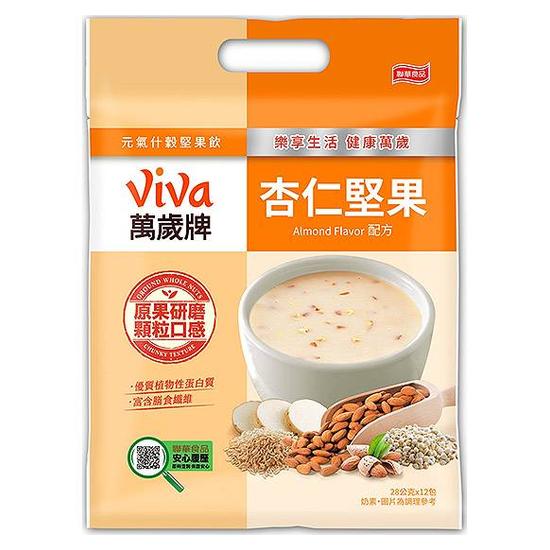 聯華食品
元氣什穀堅果飲
樂享生活 健康萬歲
Viva
萬歲牌
杏仁堅果
Almond Flavor 配方
GROUND WHOLE NUTS
原果研磨
顆粒口感
CHUNKY TEXTURE
·優質植物性蛋白質
·富含膳食纖維
聯華食品
安心履歷
28公克x12包
奶素·圖片為調理參考